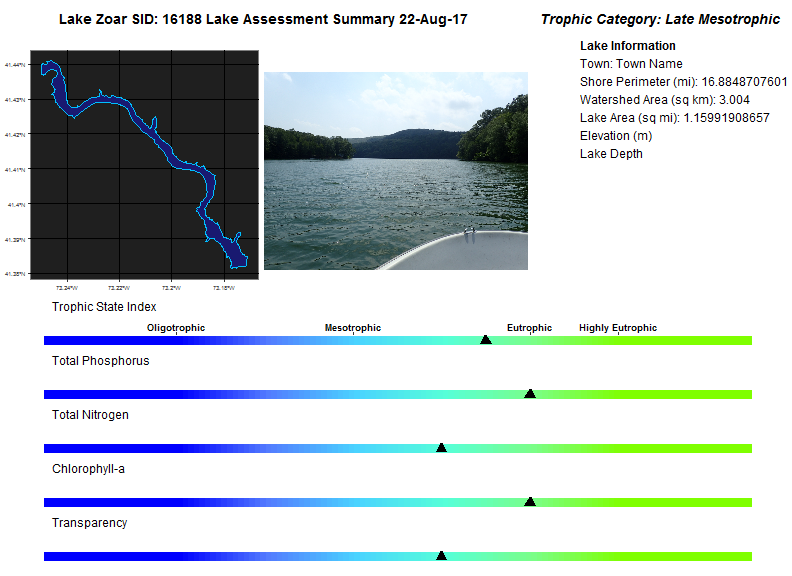 Lake Zoar SID: 16188 Lake Assessment Summary 22-Aug-17
Trophic Category: Late Mesotrophic
Lake Information
Town: Town Name
Shore Perimeter (mi): 16.8848707601
Watershed Area (sq km): 3.004
Lake Area (sq mi): 1.15991908657
Elevation (m)
Lake Depth
41.44°N
41.43°N
41.42°N
41.41°N
41.4°N
41.39°N
41.38°N
73.24°W 73.22°W 73.2°W 73.18°W
Trophic State Index
Oligotrophic Mesotrophic Eutrophic Highly Eutrophic
Total Phosphorus
Total Nitrogen
Chlorophyll-a
Transparency